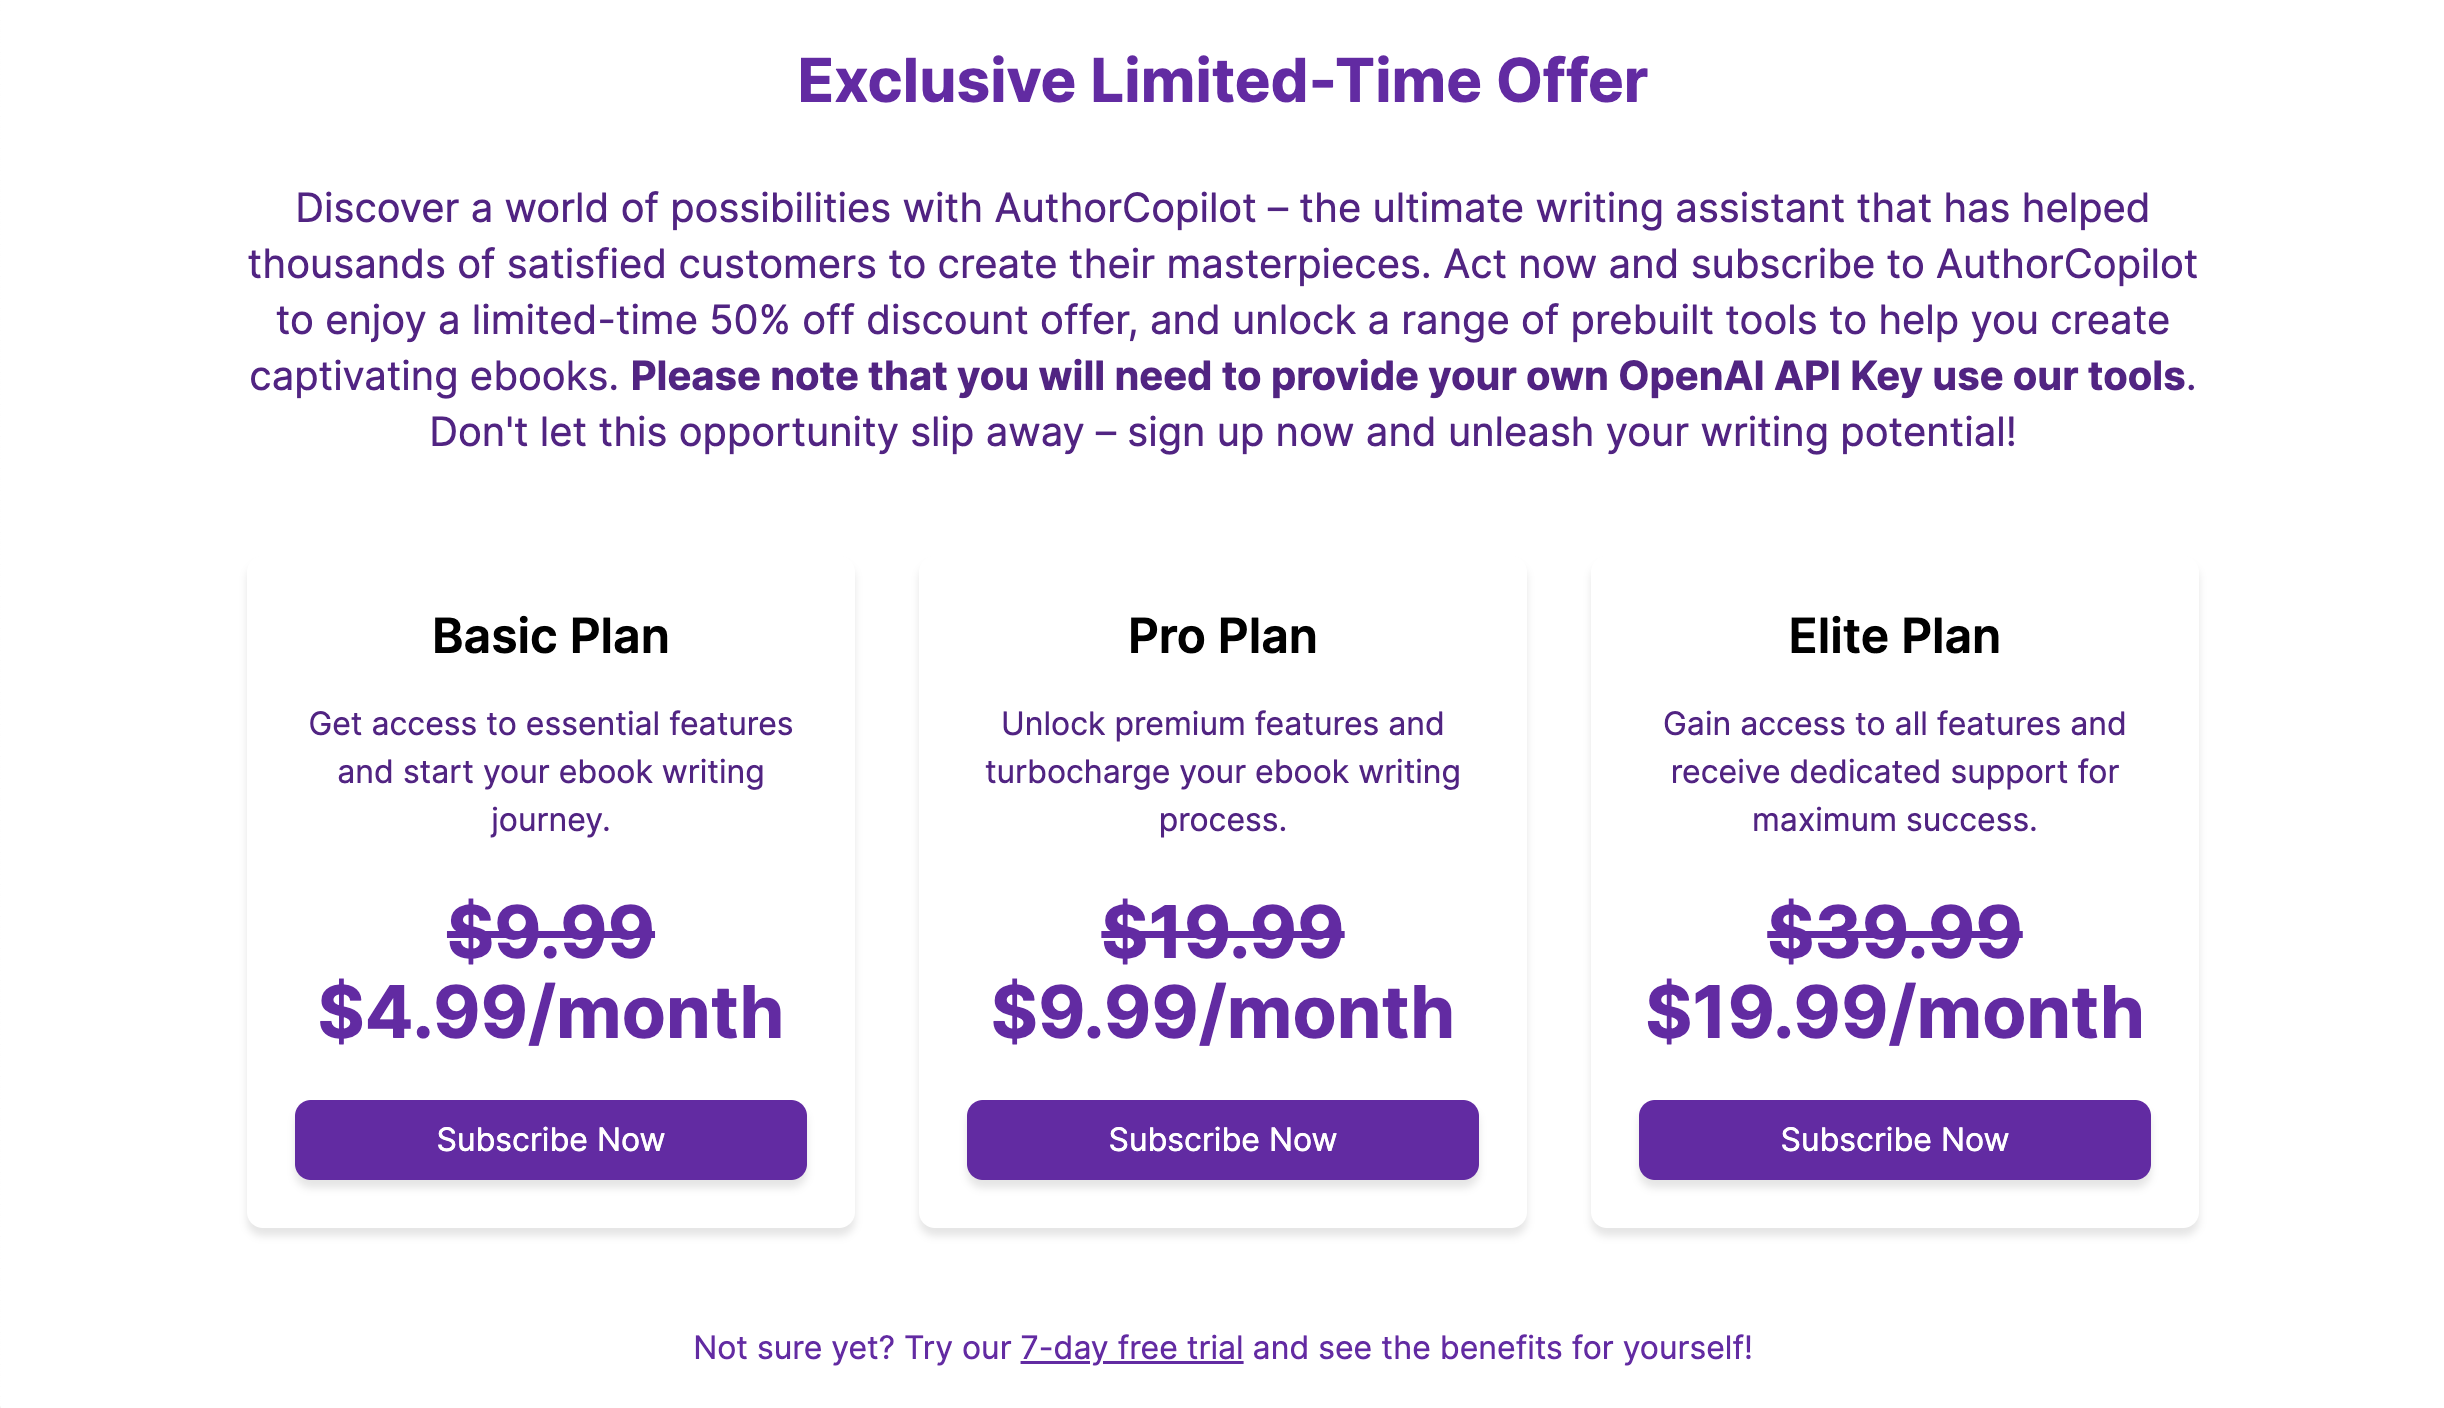 Exclusive Limited-Time Offer
Discover a world of possibilities with AuthorCopilot – the ultimate writing assistant that has helped
thousands of satisfied customers to create their masterpieces. Act now and subscribe to AuthorCopilot
to enjoy a limited-time 50% off discount offer, and unlock a range of prebuilt tools to help you create
captivating ebooks. Please note that you will need to provide your own OpenAI API Key use our tools.
Don't let this opportunity slip away – sign up now and unleash your writing potential!
Basic Plan
Get access to essential features
and start your ebook writing
journey.
$9.99
$4.99/month
Subscribe Now
Pro Plan
Unlock premium features and
turbocharge your ebook writing
process.
$19.99
$9.99/month
Subscribe Now
Elite Plan
Gain access to all features and
receive dedicated support for
maximum success.
$39.99
$19.99/month
Subscribe Now
Not sure yet? Try our 7-day free trial and see the benefits for yourself!